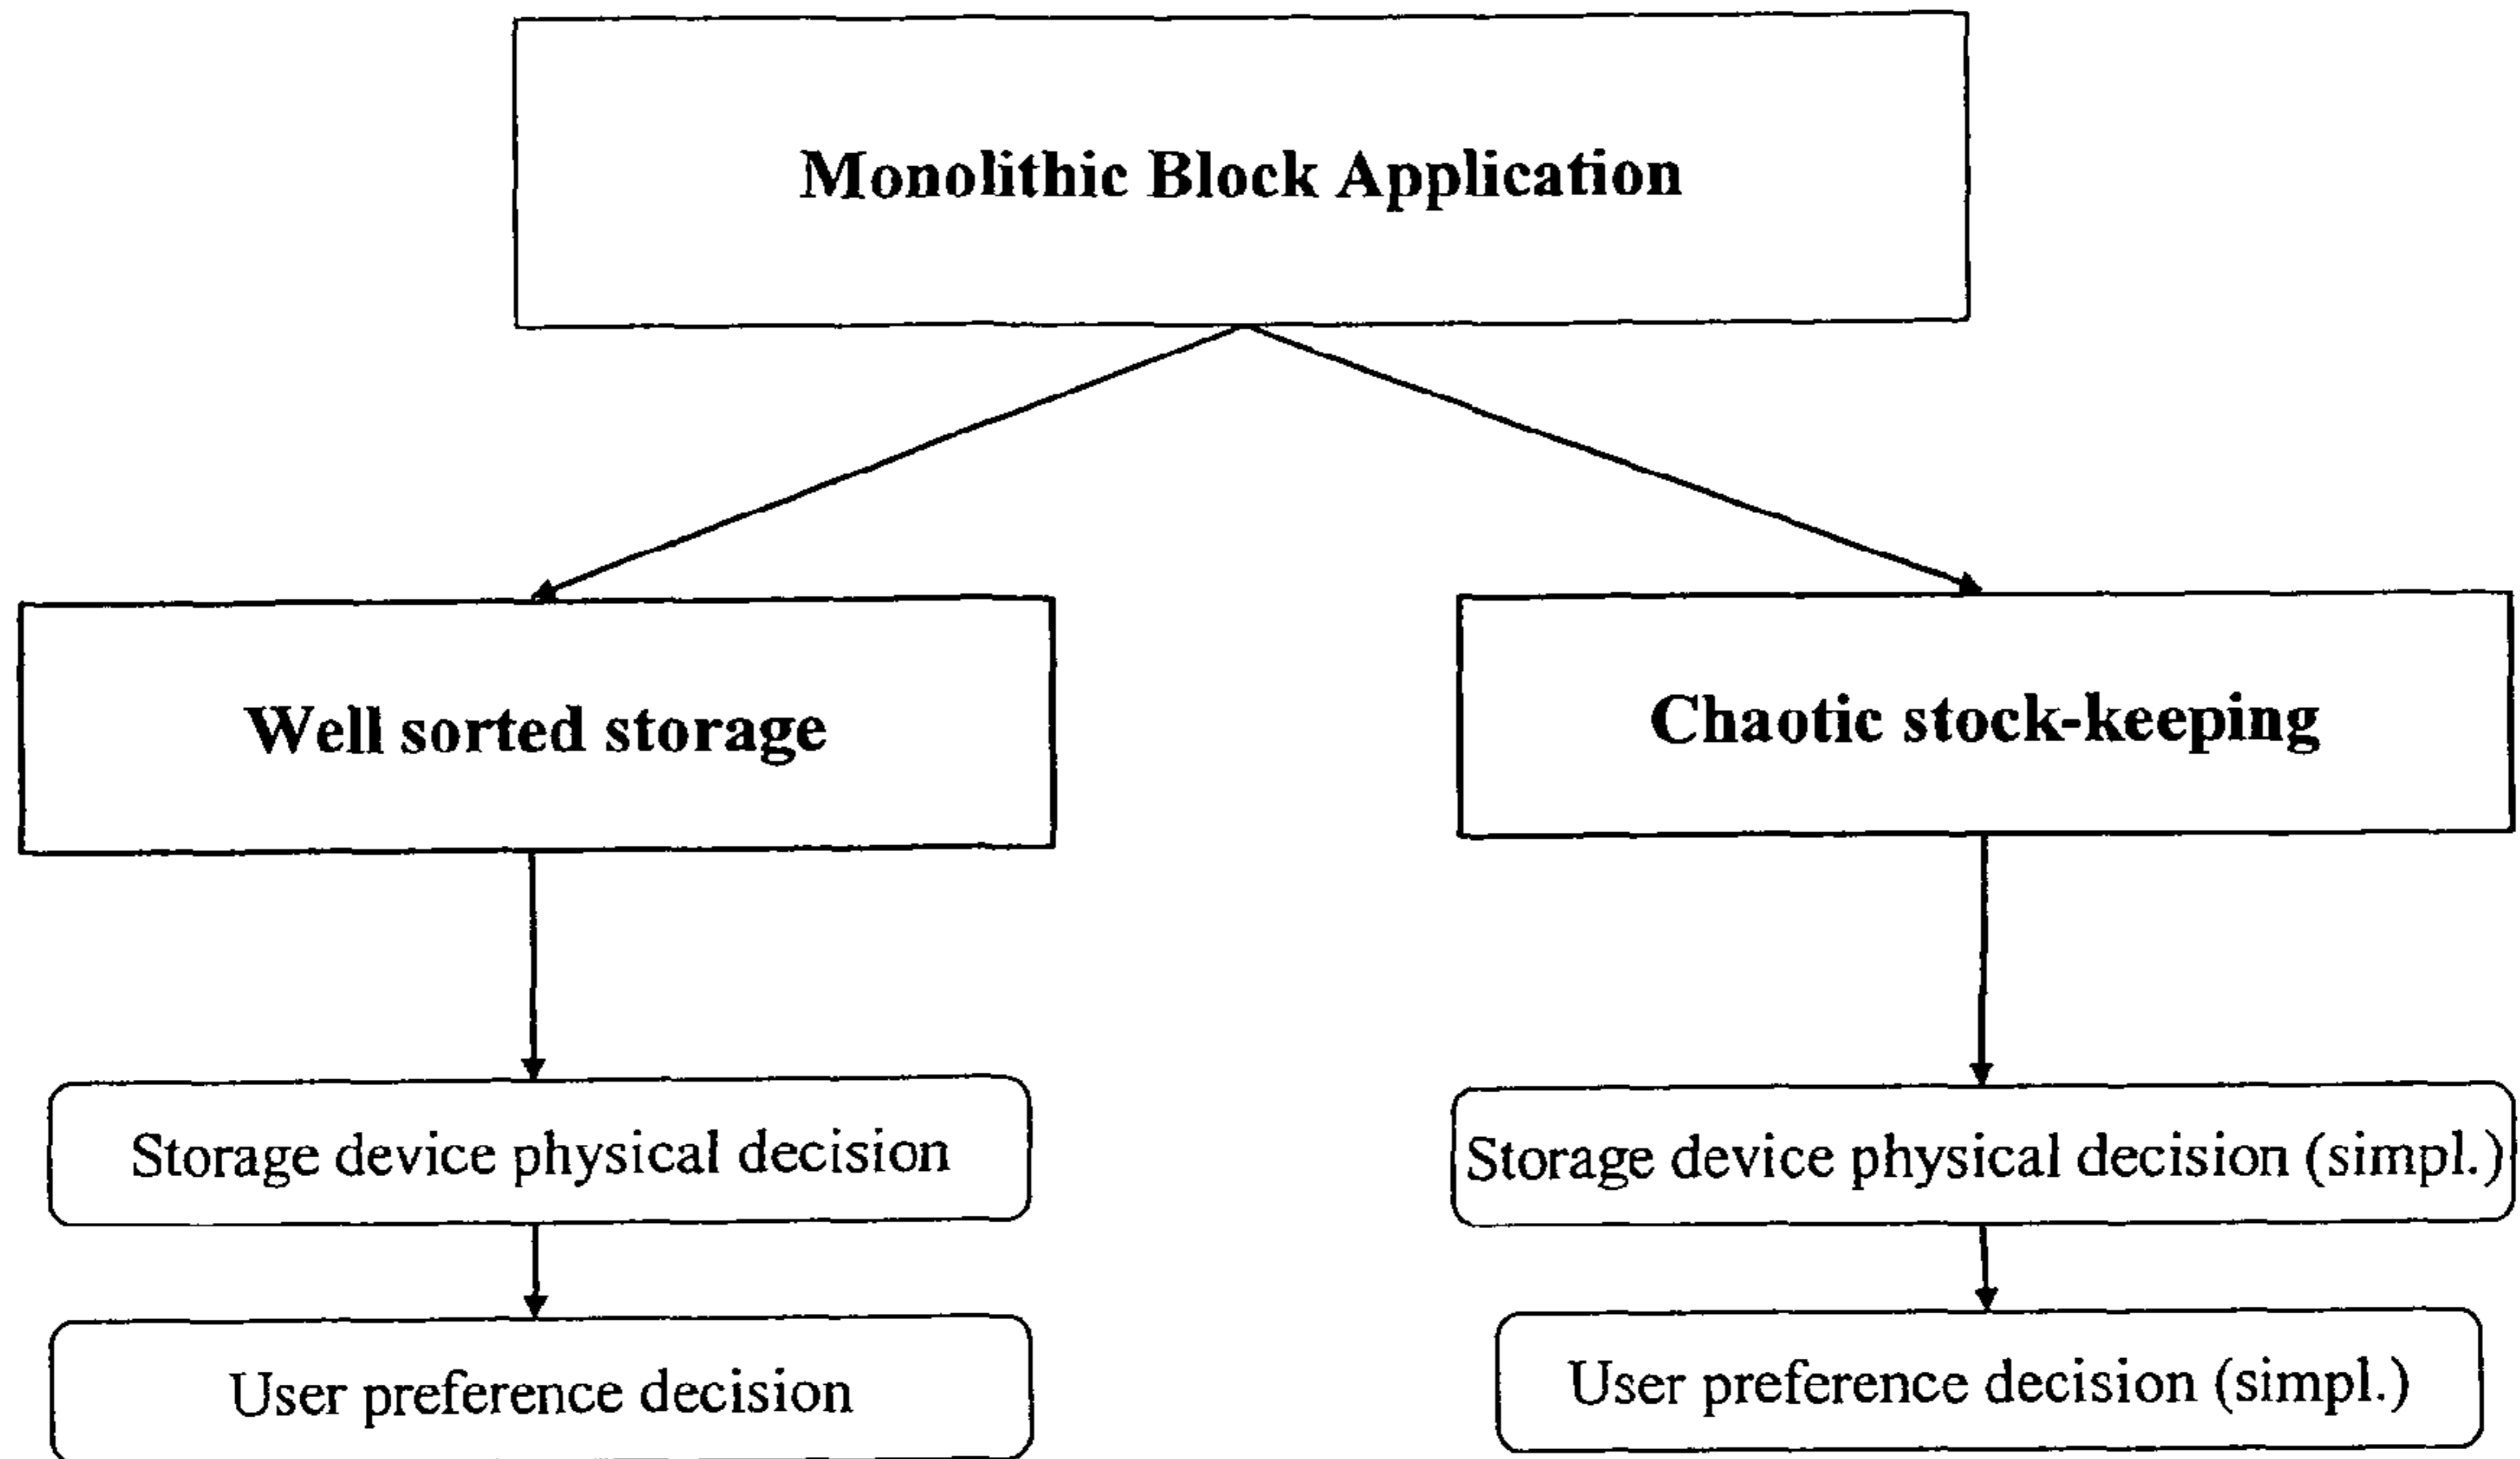 Monolithic Block Application
Well sorted storage
Chaotic stock-keeping
Storage device physical decision
Storage device physical decision (simpl.)
User preference decision
User preference decision (simpl.)